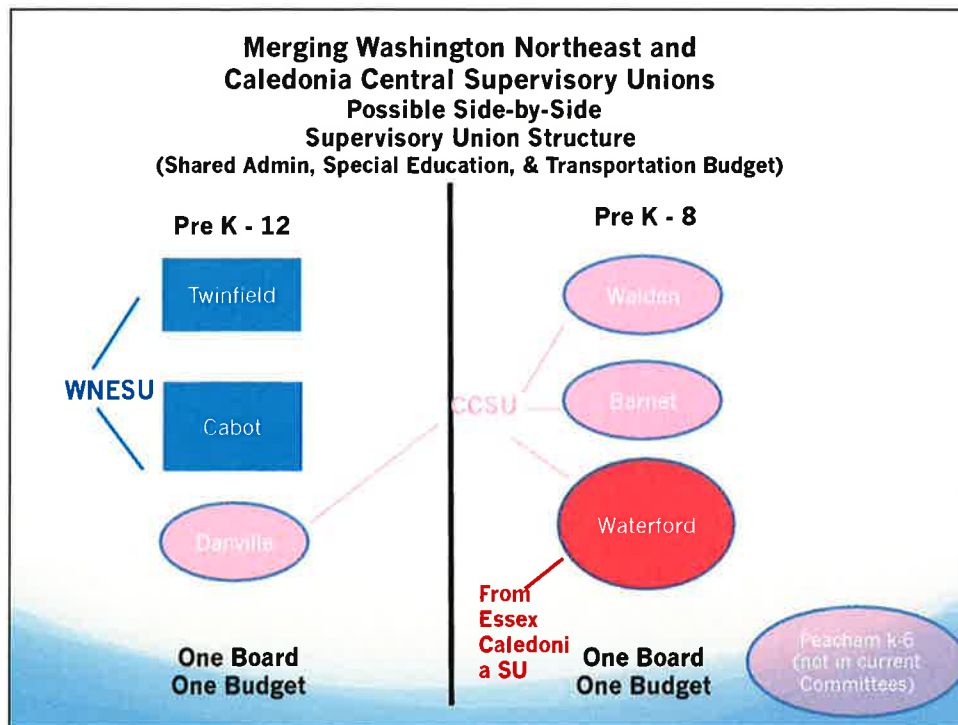 Merging Washington Northeast and
Caledonia Central Supervisory Unions
Possible Side-by-Side
Supervisory Union Structure
(Shared Admin, Special Education, & Transportation Budget)
Pre K - 12
Twinfield
WNESU
Cabot
Danville
One Board
One Budget
Pre K - 8
Walden
CCSU
Barnet
Waterford
From
Essex
Caledoni
a SU
One Board
One Budget
Peacham k-6
(not in current
Committees)